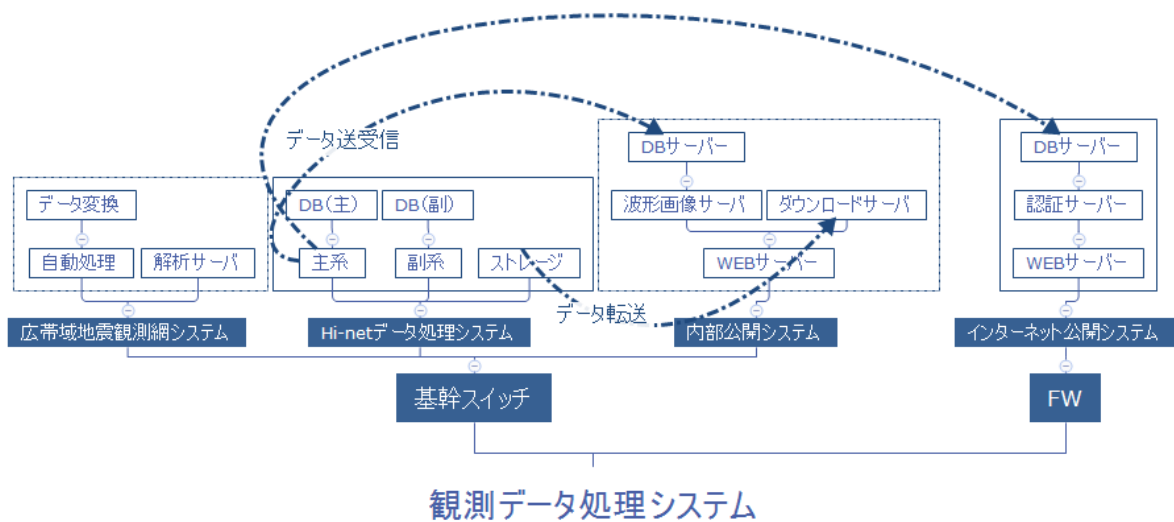 データ送受信
DBサーバー
DBサーバー
データ変換
DB(主)
DB(副)
波形画像サーバ
ダウンロードサーバ
認証サーバー
自動処理
解析サーバ
主系
副系
ストレージ
WEBサーバー
WEBサーバー
データ転送
広帯域地震観測網システム
Hi-netデータ処理システム
内部公開システム
インターネット公開システム
基幹スイッチ
FW
観測データ処理システム